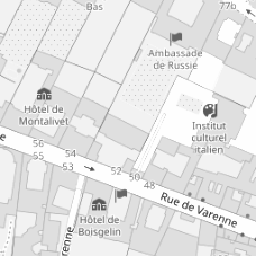 Bas
77b
Ambassade
de Russie
Hôtel de
Montalivet
Institut
culturel
italien
56
55
54
53
52
50
48
Rue de Varenne
Hôtel de
Boisgelin